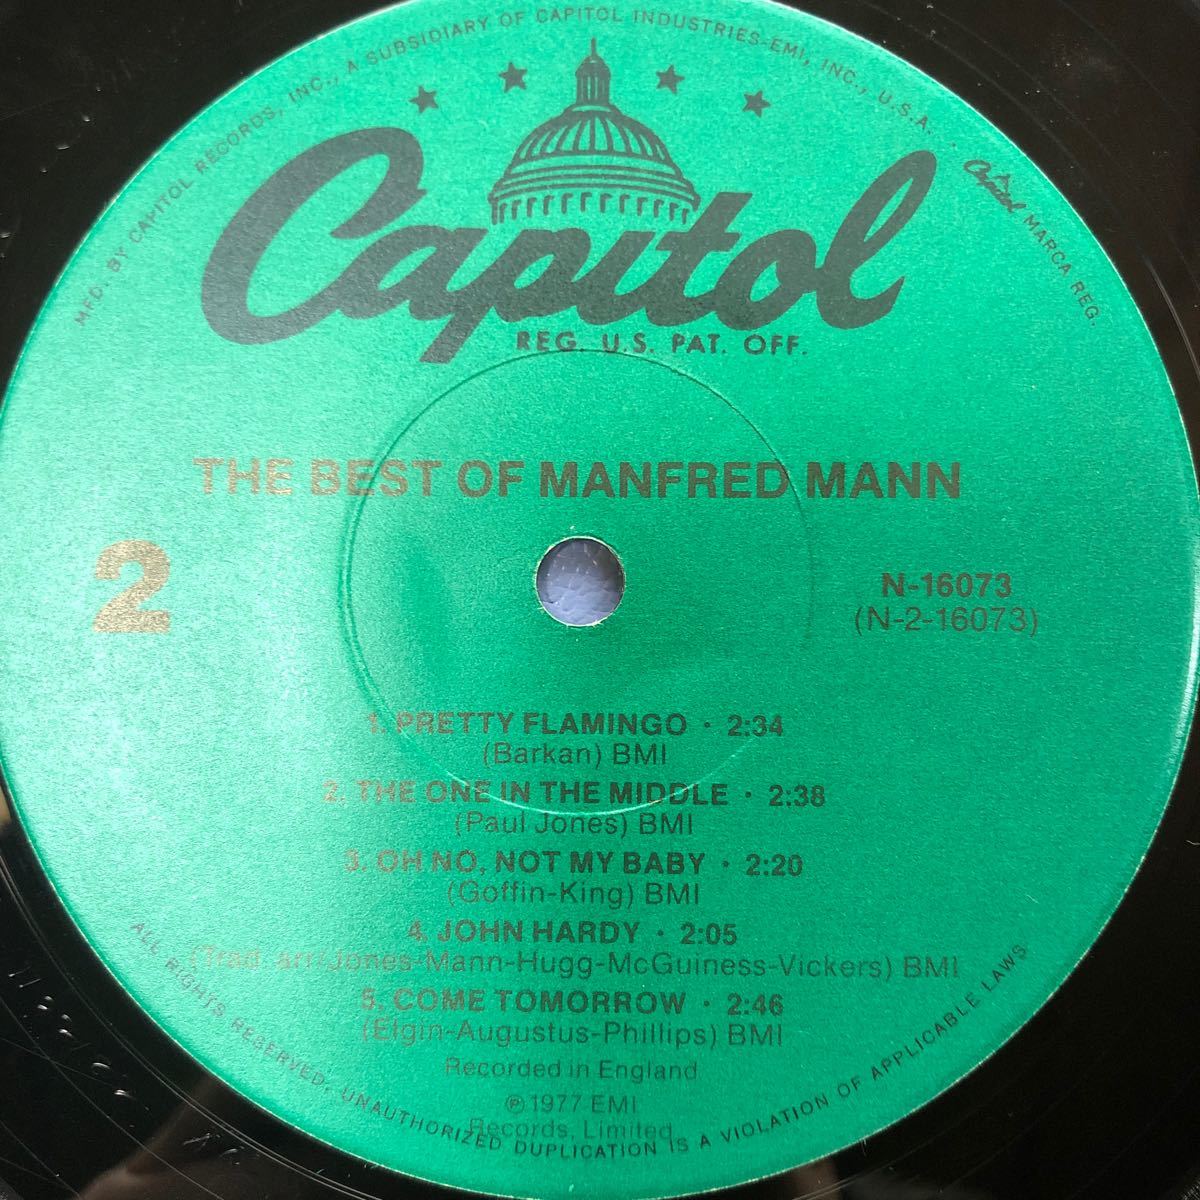 MFD. BY CAPITOL RECORDS, INC., A SUBSIDIARY OF CAPITOL INDUSTRIES-EMI, INC., U.S.A. · Capitol MARCA REG.
Capitol
REG. U.S. PAT. OFF.
THE BEST OF MANFRED MANN
2
N-16073
(N-2-16073)
1. PRETTY FLAMINGO · 2:34
(Barkan) BMI
2. THE ONE IN THE MIDDLE · 2:38
(Paul Jones) BMI
3. OH NO, NOT MY BABY · 2:20
(Goffin-King) BMI
4. JOHN HARDY · 2:05
(Trad. arr/Jones-Mann-Hugg-McGuiness-Vickers) BMI
5. COME TOMORROW · 2:46
(Elgin-Augustus-Phillips) BMI
Recorded in England
℗ 1977 EMI
Records, Limited
ALL RIGHTS RESERVED. UNAUTHORIZED DUPLICATION IS A VIOLATION OF APPLICABLE LAWS